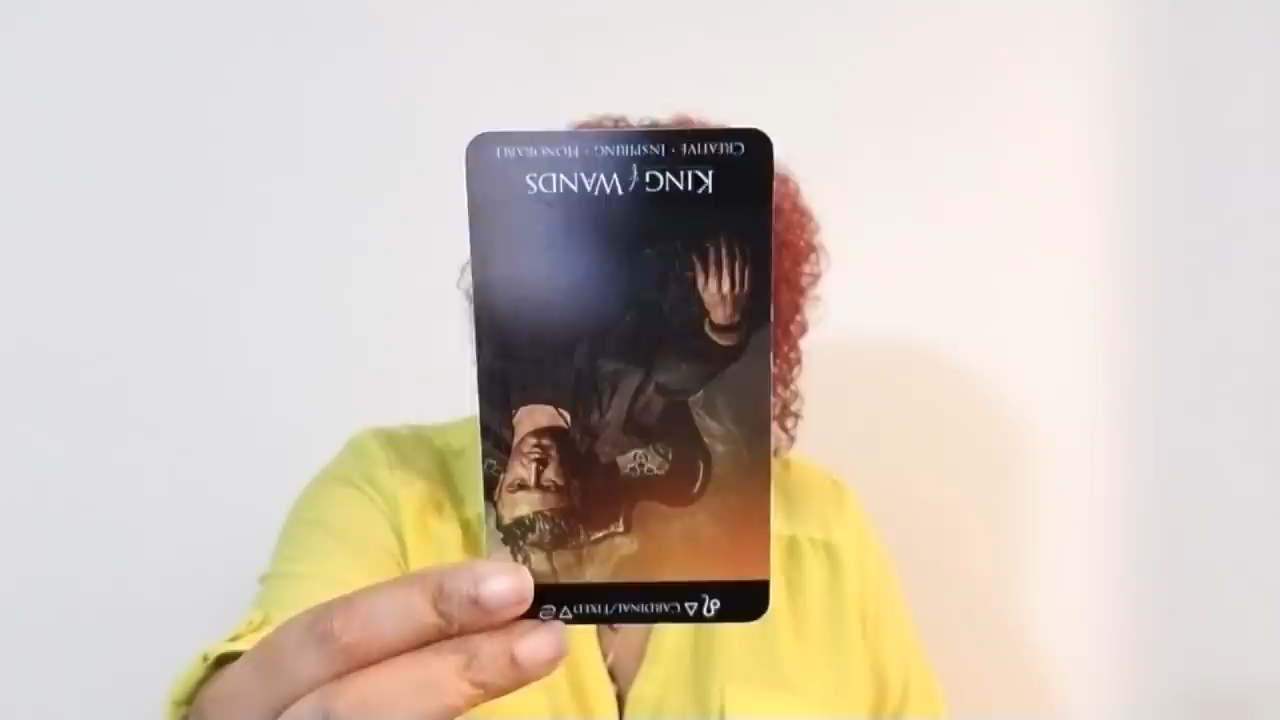 CARDINAL/FIXED
KING of WANDS
CREATIVE · INSPIRING · HONORABLE